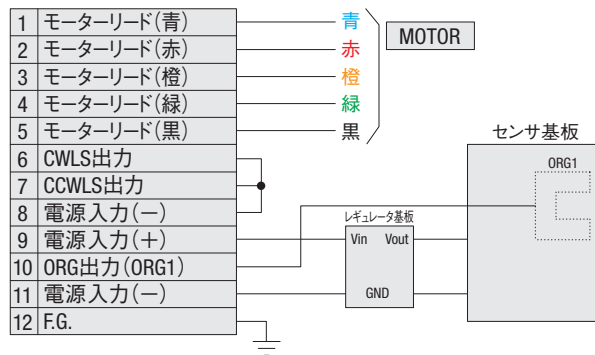 1 モーターリード(青) 青
2 モーターリード(赤) 赤
3 モーターリード(橙) 橙
4 モーターリード(緑) 緑
5 モーターリード(黒) 黒
MOTOR
6 CWLS出力
7 CCWLS出力
8 電源入力(−)
9 電源入力(+)
10 ORG出力(ORG1)
11 電源入力(−)
12 F.G.
レギュレータ基板
Vin Vout
GND
センサ基板
ORG1